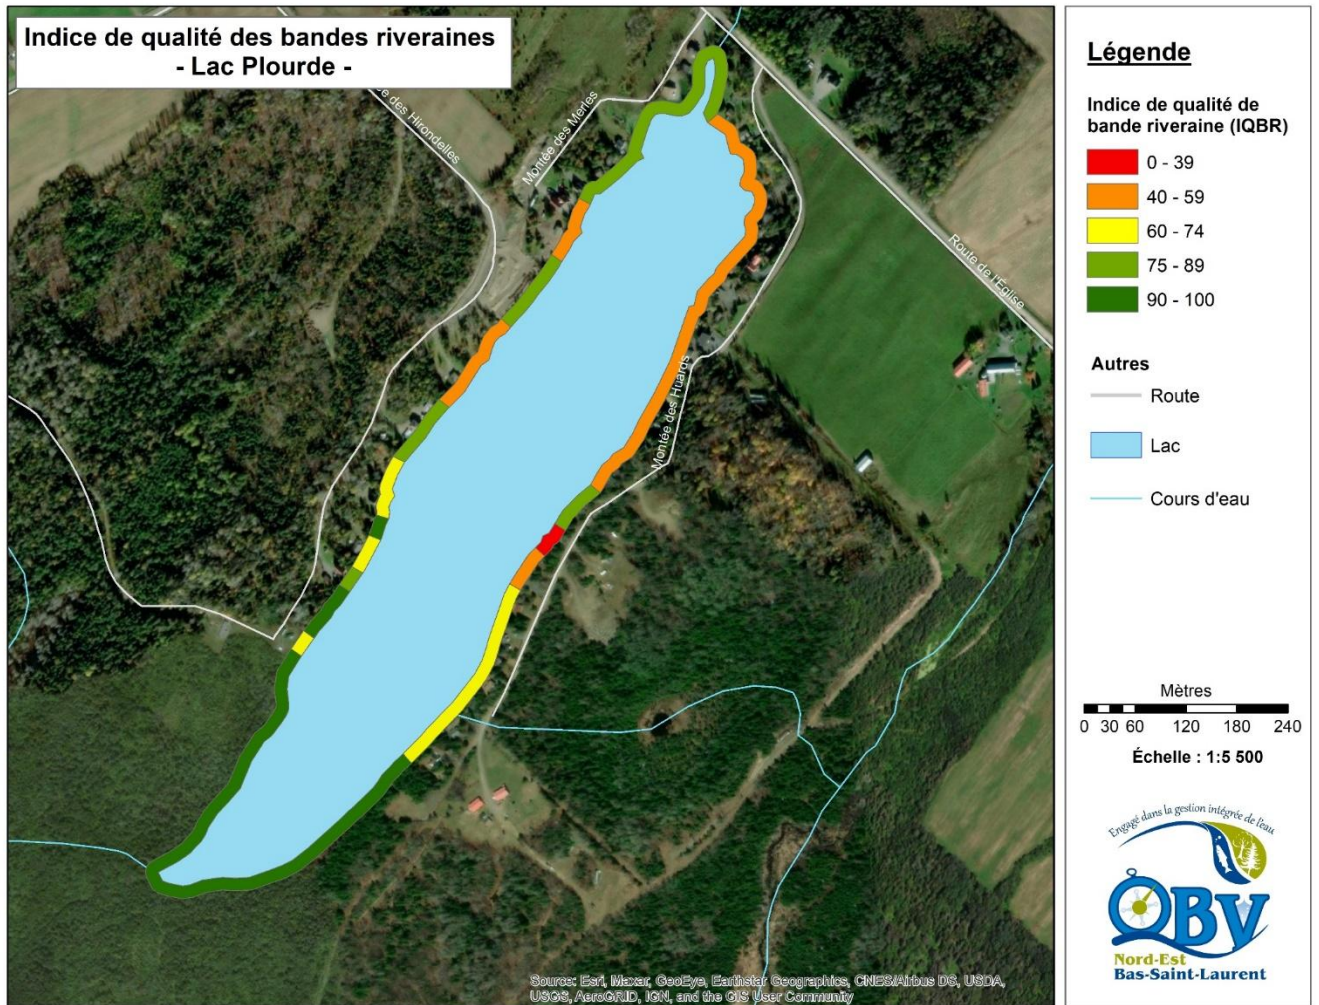 Indice de qualité des bandes riveraines
- Lac Plourde -
e des Hirondelles
Montée des Merles
Route de l'Église
Montée des Huards
Source: Esri, Maxar, GeoEye, Earthstar Geographics, CNES/Airbus DS, USDA,
USGS, AeroGRID, IGN, and the GIS User Community
Légende
Indice de qualité de
bande riveraine (IQBR)
0 - 39
40 - 59
60 - 74
75 - 89
90 - 100
Autres
Route
Lac
Cours d'eau
Mètres
0 30 60 120 180 240
Échelle : 1:5 500
Engagé dans la gestion intégrée de l'eau
OBV
Nord-Est
Bas-Saint-Laurent